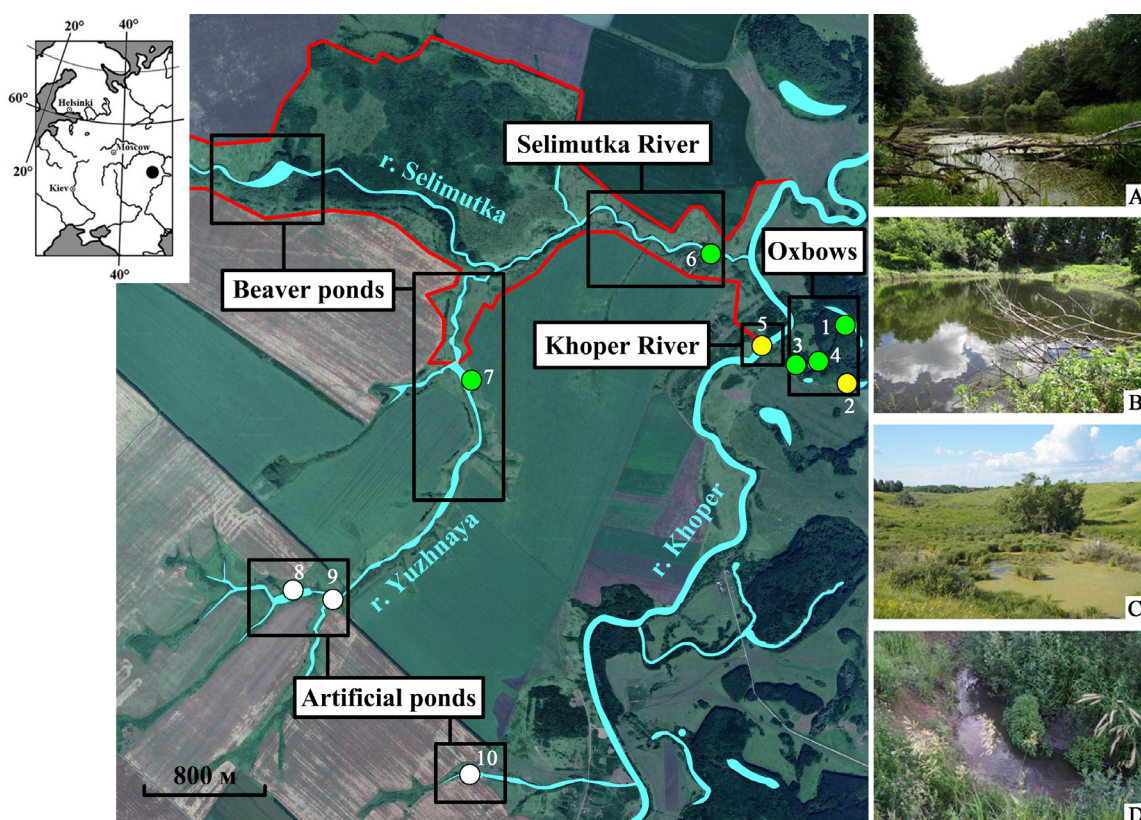 20°
40°
60°
Helsinki
Moscow
20°
Kiev
40°
Selimutka River
r. Selimutka
Oxbows
Beaver ponds
6
1
5
Khoper River
3
4
2
7
r. Khoper
r. Yuzhnaya
8
9
Artificial ponds
10
800 м
A
B
C
D